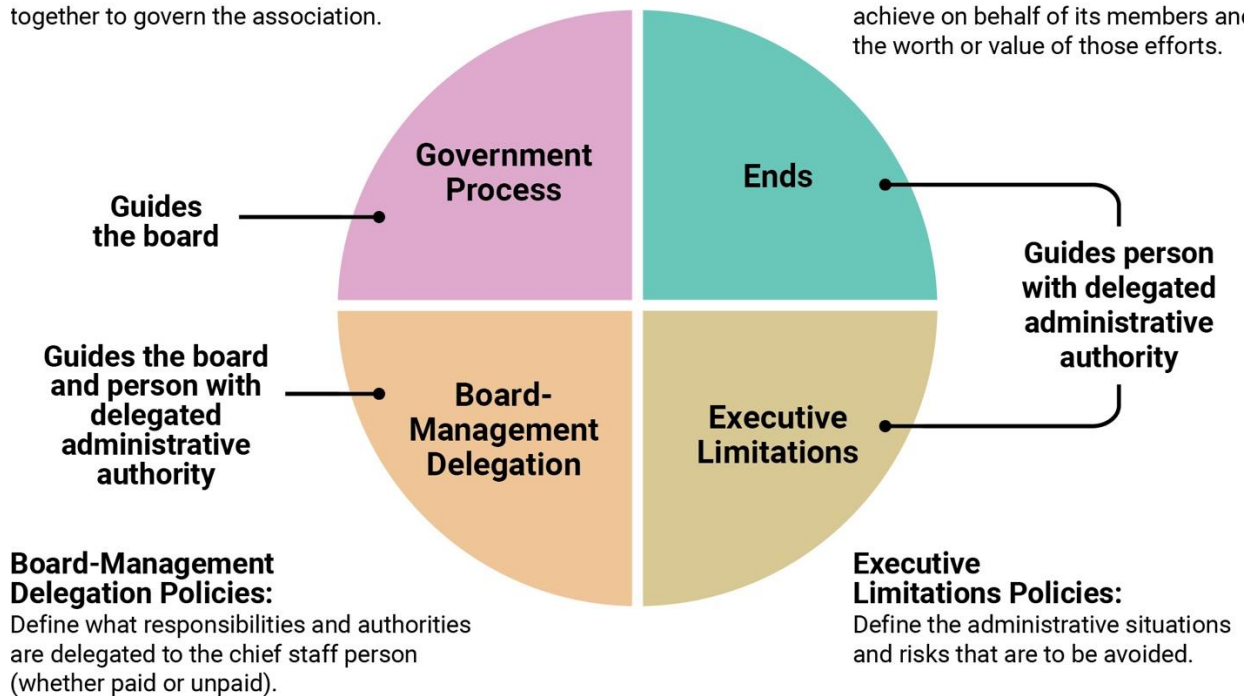 together to govern the association.
achieve on behalf of its members and
the worth or value of those efforts.
Government
Process
Ends
Guides
the board
Guides person
with delegated
administrative
authority
Guides the board
and person with
delegated
administrative
authority
Board-
Management
Delegation
Executive
Limitations
Board-Management
Delegation Policies:
Define what responsibilities and authorities
are delegated to the chief staff person
(whether paid or unpaid).
Executive
Limitations Policies:
Define the administrative situations
and risks that are to be avoided.